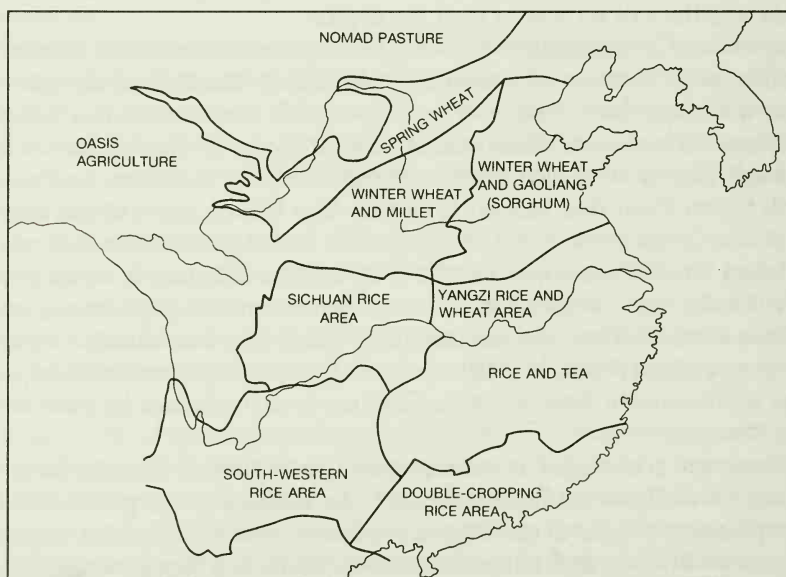 NOMAD PASTURE
SPRING WHEAT
OASIS
AGRICULTURE
WINTER WHEAT
AND GAOLIANG
(SORGHUM)
WINTER WHEAT
AND MILLET
SICHUAN RICE
AREA
YANGZI RICE AND
WHEAT AREA
RICE AND TEA
SOUTH-WESTERN
RICE AREA
DOUBLE-CROPPING
RICE AREA